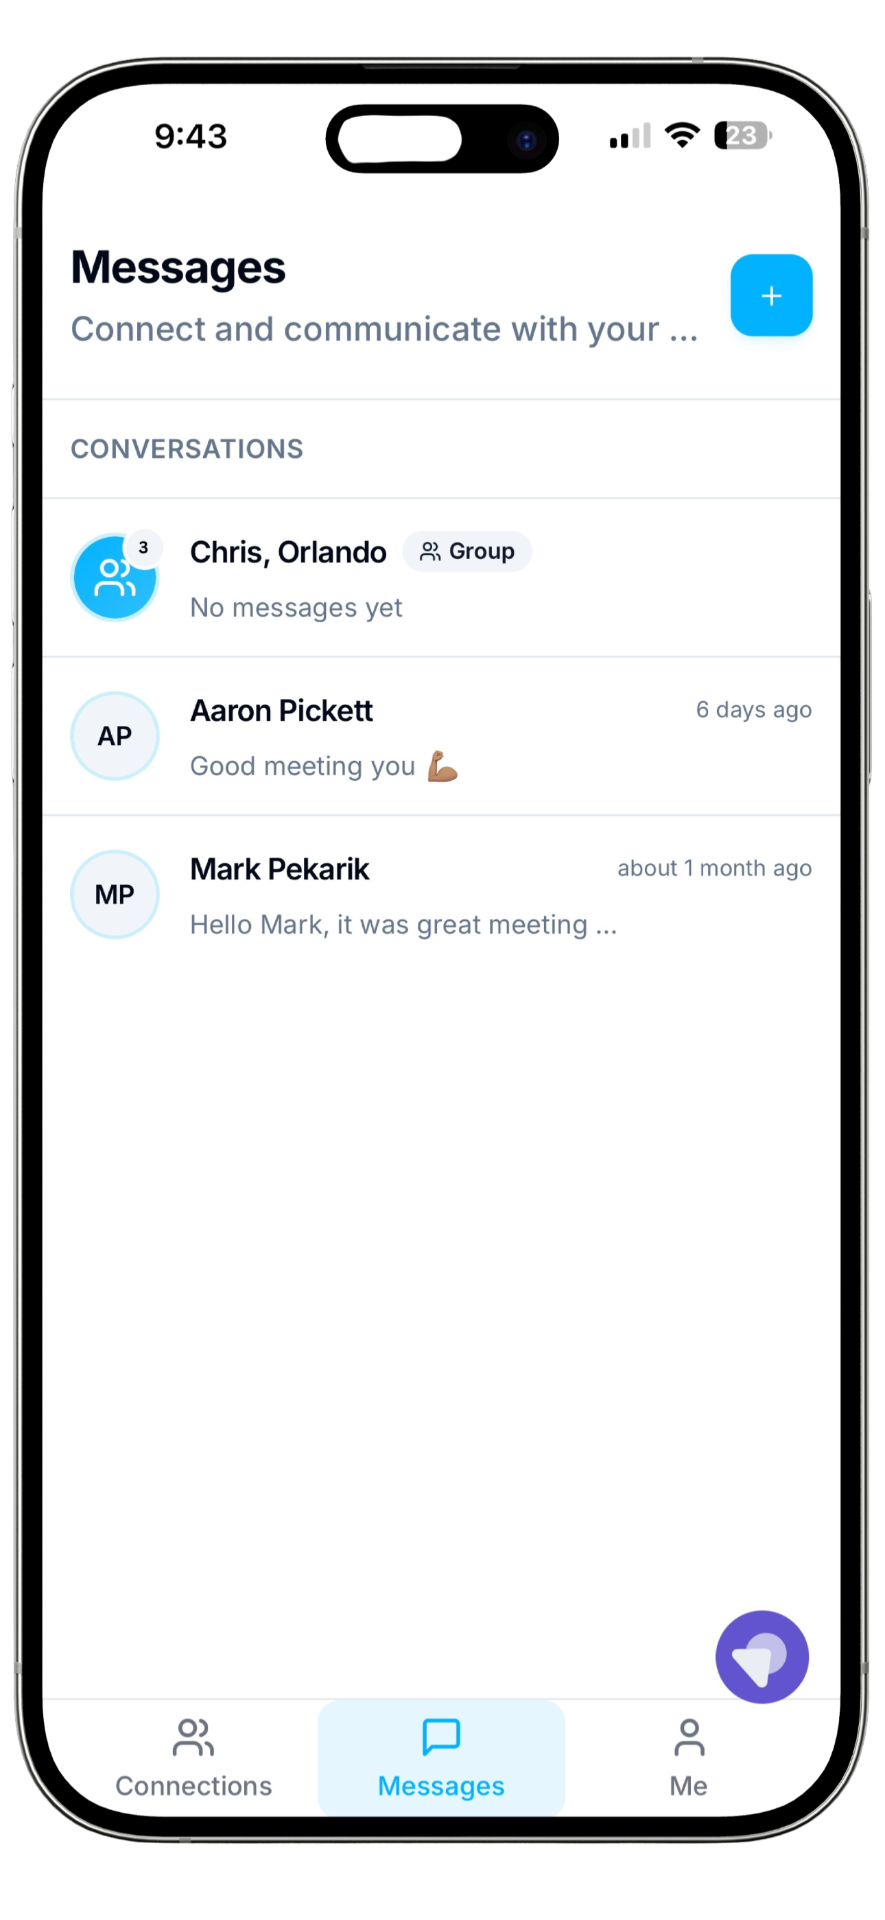 9:43
23
Messages
Connect and communicate with your ...
CONVERSATIONS
3
Chris, Orlando Group
No messages yet
AP
Aaron Pickett 6 days ago
Good meeting you 💪🏽
MP
Mark Pekarik about 1 month ago
Hello Mark, it was great meeting ...
Connections Messages Me